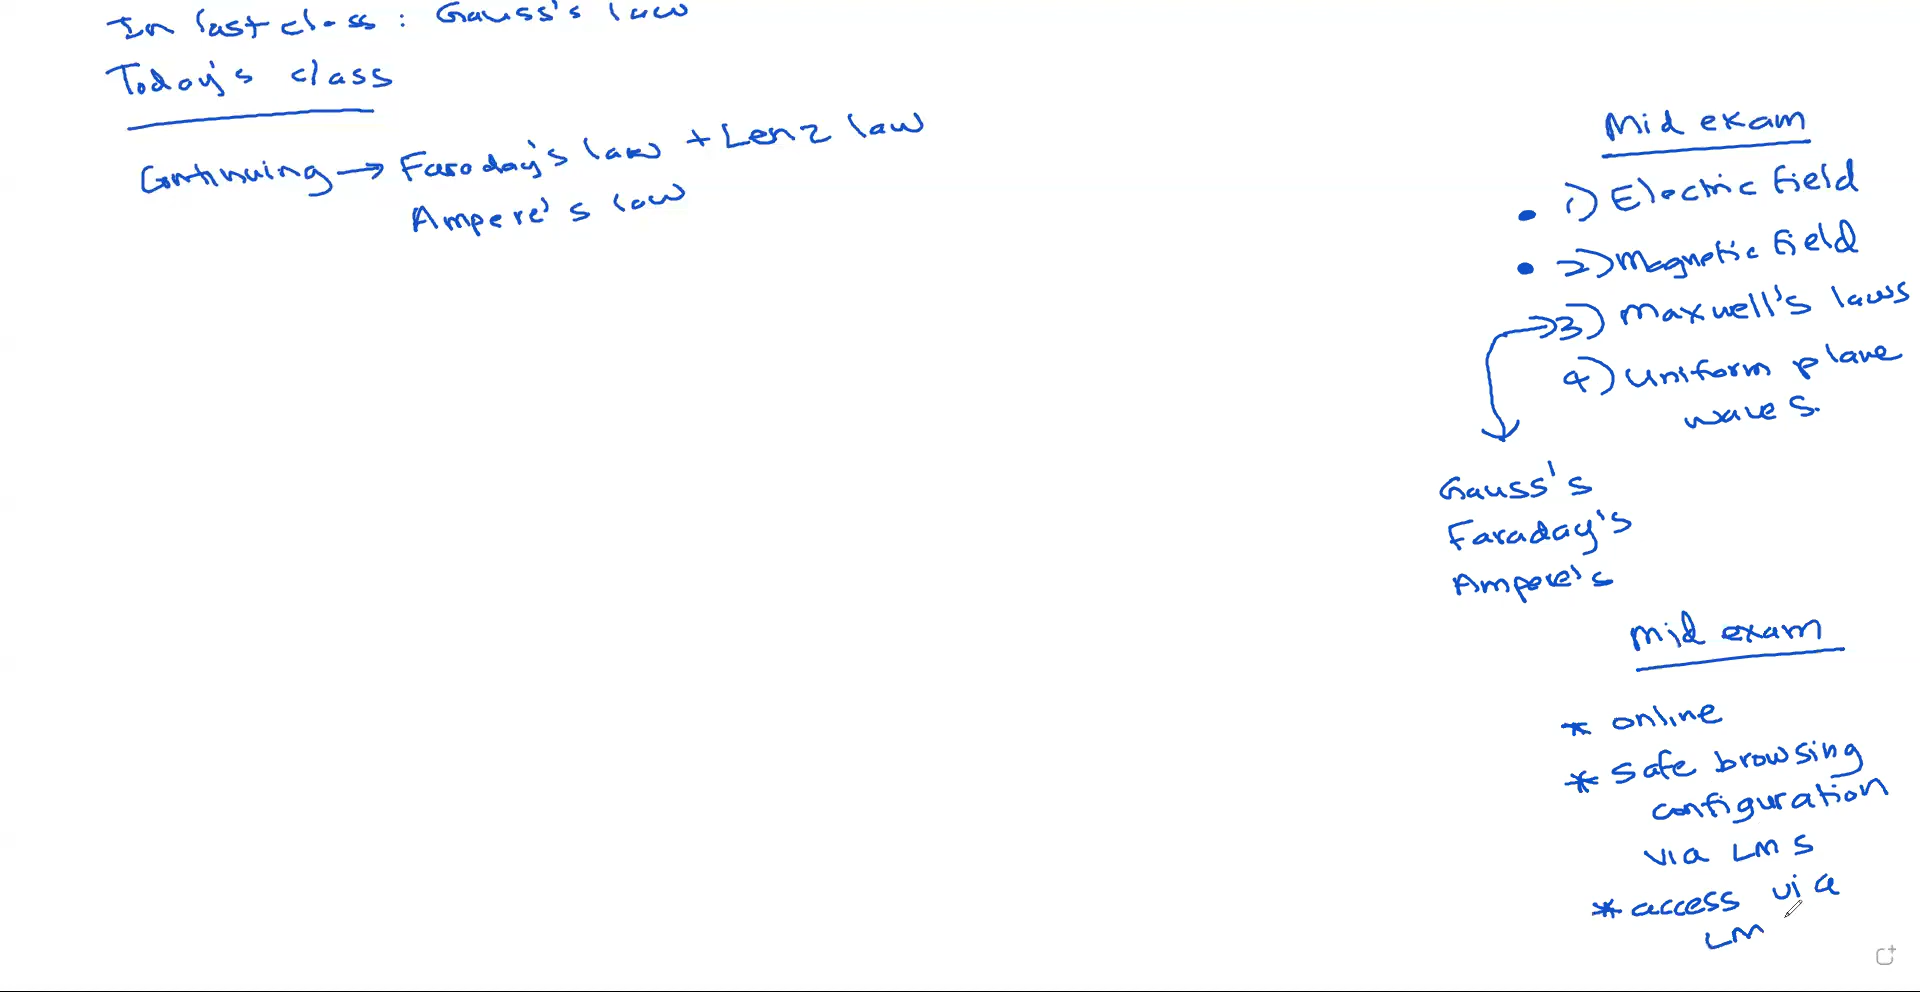 In last class : Gauss's law
Today's class
Continuing → Faraday's law + Lenz law
Ampere's law
Mid exam
• 1) Electric field
• 2) Magnetic field
3) Maxwell's laws
4) Uniform plane
waves.
Gauss's
Faraday's
Ampere's
Mid exam
* online
* safe browsing
configuration
via LMS
* access via
LM